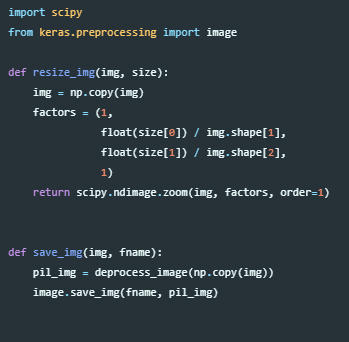 import scipy
from keras.preprocessing import image

def resize_img(img, size):
    img = np.copy(img)
    factors = (1,
               float(size[0]) / img.shape[1],
               float(size[1]) / img.shape[2],
               1)
    return scipy.ndimage.zoom(img, factors, order=1)


def save_img(img, fname):
    pil_img = deprocess_image(np.copy(img))
    image.save_img(fname, pil_img)